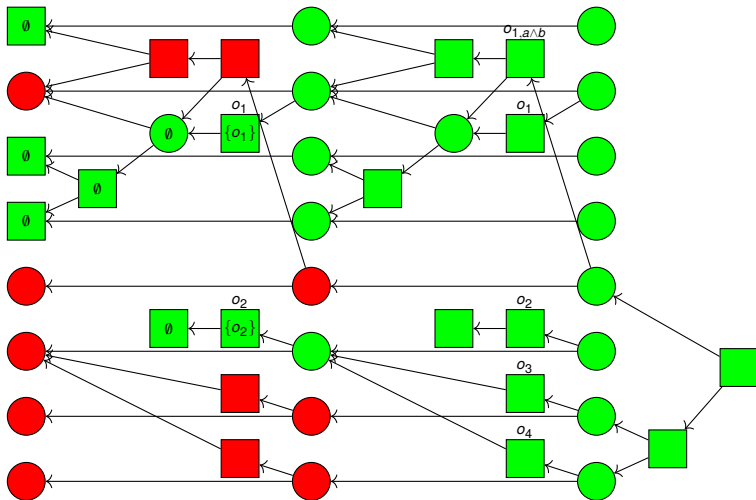 ∅
o₁,ₐ∧b
o₁ o₁
∅ {o₁}
∅
∅
∅
o₂ o₂
∅ {o₂}
o₃
o₄